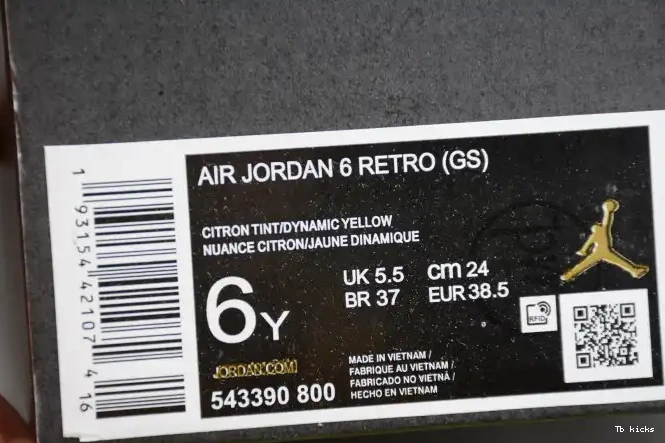 AIR JORDAN 6 RETRO (GS)
CITRON TINT/DYNAMIC YELLOW
NUANCE CITRON/JAUNE DINAMIQUE
6Y
UK 5.5 cm 24
BR 37 EUR 38.5
RFID
JORDAN.COM
543390 800
MADE IN VIETNAM /
FABRIQUE AU VIETNAM /
FABRICADO NO VIETNÃ /
HECHO EN VIETNAM
1 93154 42107 4 16
Tb kicks